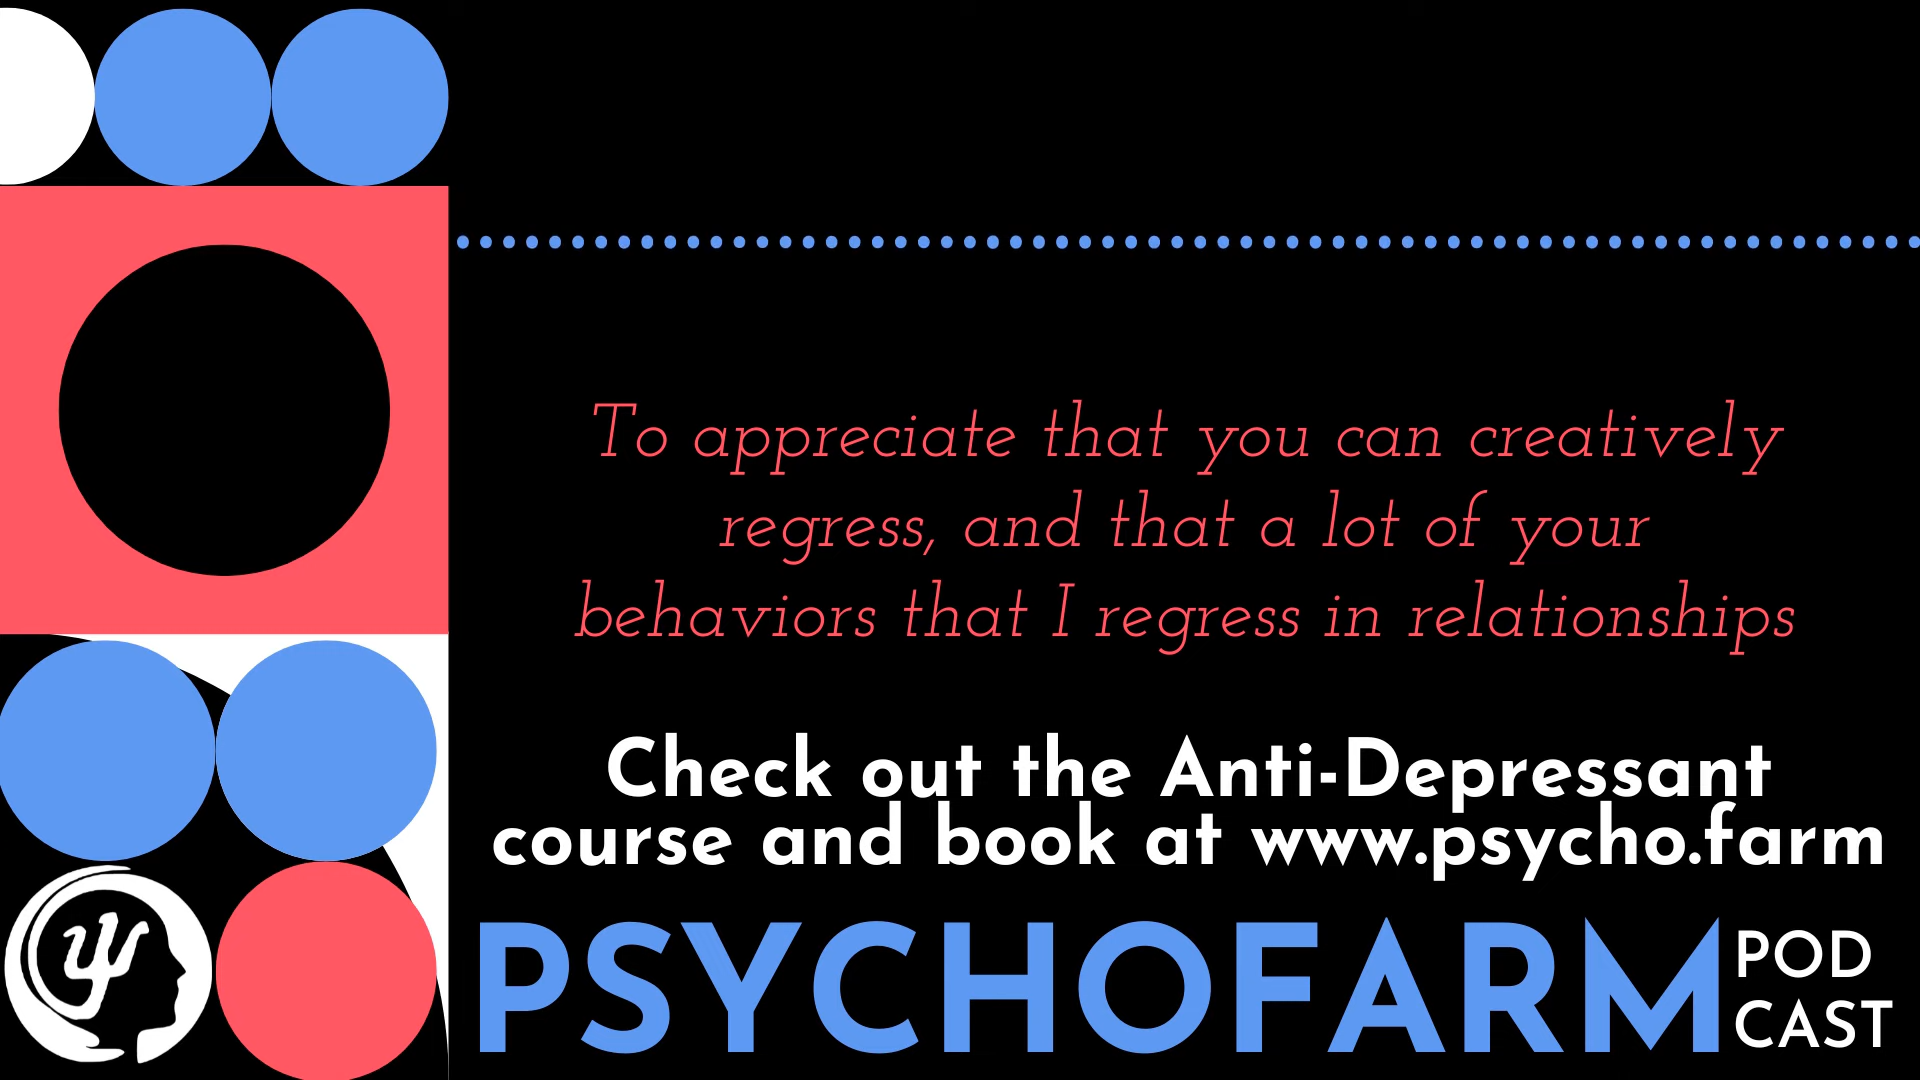 To appreciate that you can creatively
regress, and that a lot of your
behaviors that I regress in relationships
Check out the Anti-Depressant
course and book at www.psycho.farm
PSYCHOFARM
POD
CAST
ψ